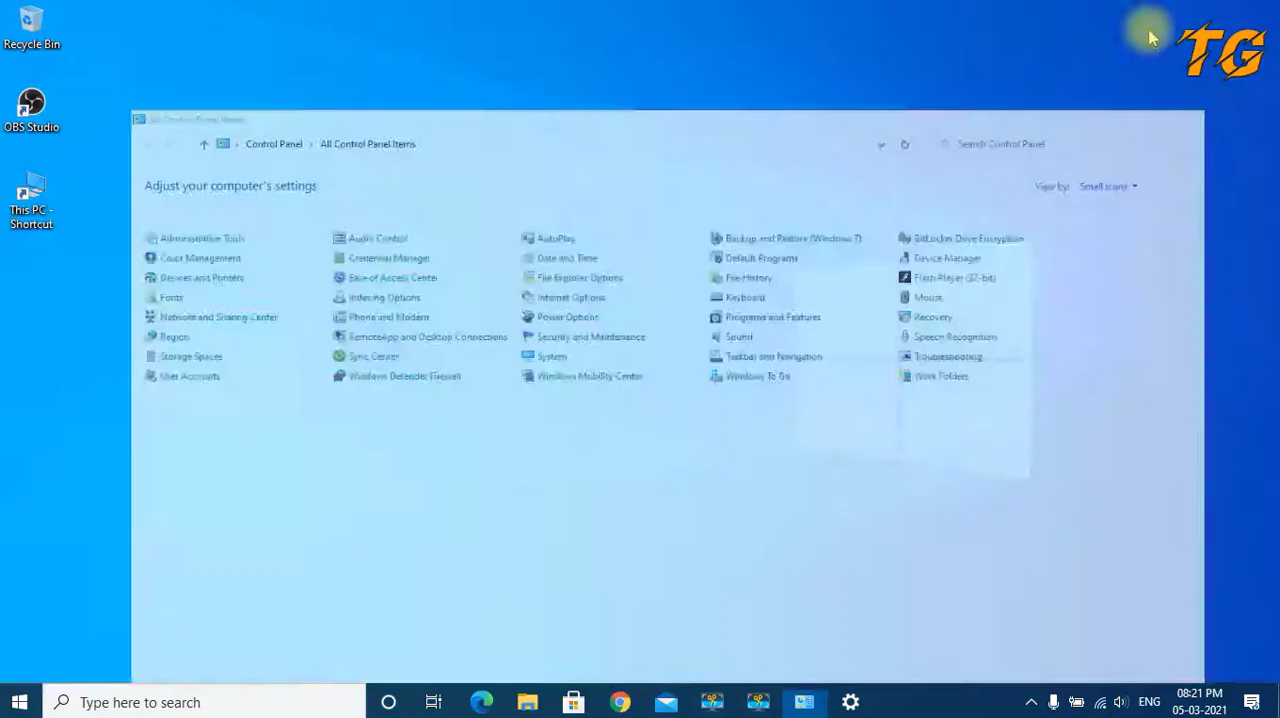 Recycle Bin
TG
OBS Studio
This PC -
Shortcut
All Control Panel Items
Control Panel > All Control Panel Items
Search Control Panel
Adjust your computer's settings
View by: Small icons
Administrative Tools Audio Control AutoPlay Backup and Restore (Windows 7) BitLocker Drive Encryption
Color Management Credential Manager Date and Time Default Programs Device Manager
Devices and Printers Ease of Access Center File Explorer Options File History Flash Player (32-bit)
Fonts Indexing Options Internet Options Keyboard Mouse
Network and Sharing Center Phone and Modem Power Options Programs and Features Recovery
Region RemoteApp and Desktop Connections Security and Maintenance Sound Speech Recognition
Storage Spaces Sync Center System Taskbar and Navigation Troubleshooting
User Accounts Windows Defender Firewall Windows Mobility Center Windows To Go Work Folders
Type here to search
ENG
08:21 PM
05-03-2021